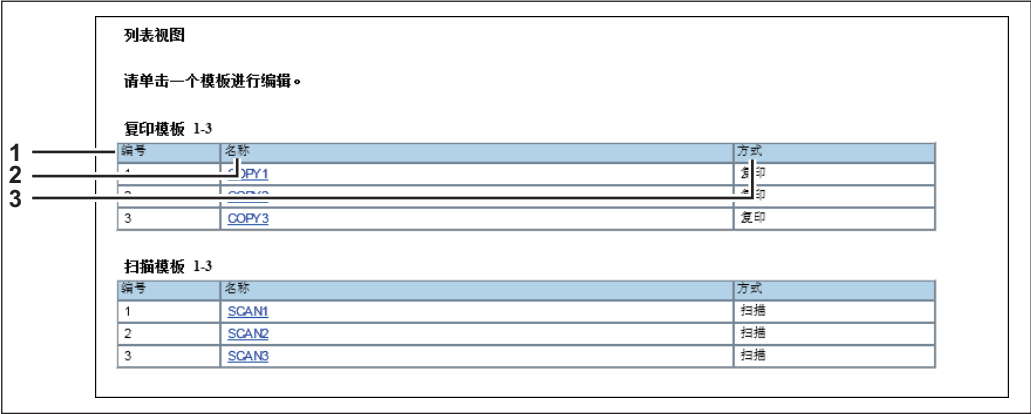 列表视图
请单击一个模板进行编辑。
复印模板 1-3
1 编号 名称 方式
2 1 COPY1 复印
3 2 COPY2 复印
3 COPY3 复印
扫描模板 1-3
编号 名称 方式
1 SCAN1 扫描
2 SCAN2 扫描
3 SCAN3 扫描